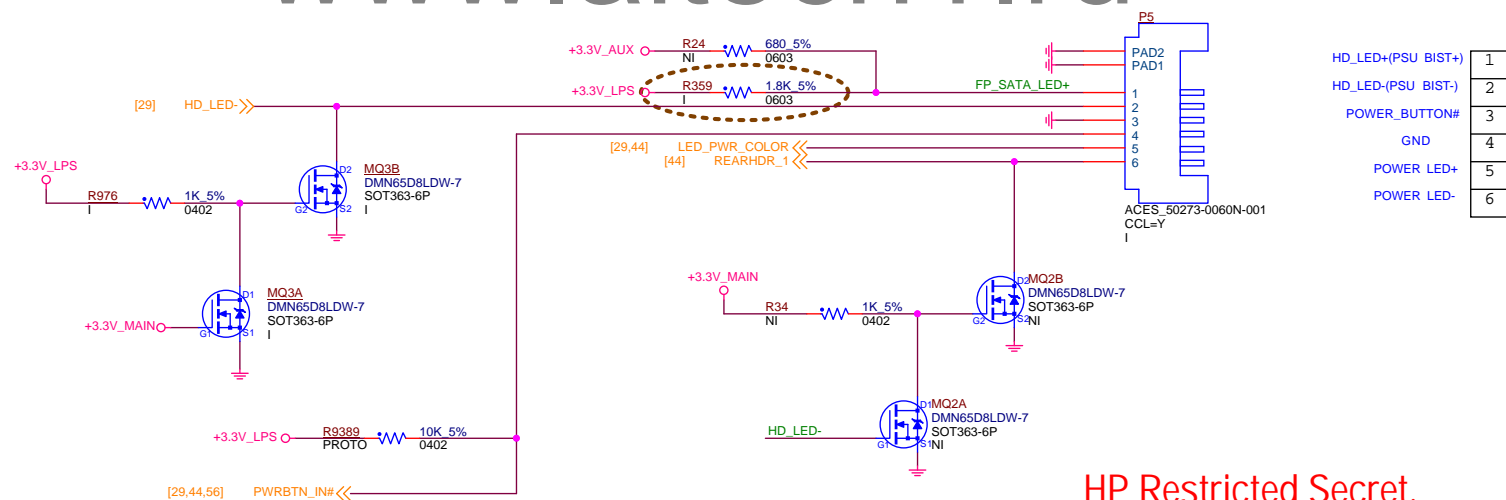 P5
+3.3V_AUX R24 680_5%
NI 0603
PAD2
PAD1
HD_LED+(PSU BIST+) 1
+3.3V_LPS R359 1.8K_5% FP_SATA_LED+
I 0603
1
2
3
4
5
6
HD_LED-(PSU BIST-) 2
[29] HD_LED-
POWER_BUTTON# 3
GND 4
[29,44] LED_PWR_COLOR
[44] REARHDR_1
POWER LED+ 5
POWER LED- 6
+3.3V_LPS
R976 1K_5%
I 0402
D2 MQ3B
DMN65D8LDW-7
SOT363-6P
G2 S2 I
ACES_50273-0060N-001
CCL=Y
I
+3.3V_MAIN
D1 MQ3A
DMN65D8LDW-7
SOT363-6P
G1 S1 I
+3.3V_MAIN
R34 1K_5%
NI 0402
D2 MQ2B
DMN65D8LDW-7
SOT363-6P
G2 S2 NI
D1 MQ2A
DMN65D8LDW-7
SOT363-6P
G1 S1 NI
HD_LED-
+3.3V_LPS R9389 10K_5%
PROTO 0402
[29,44,56] PWRBTN_IN#
HP Restricted Secret.